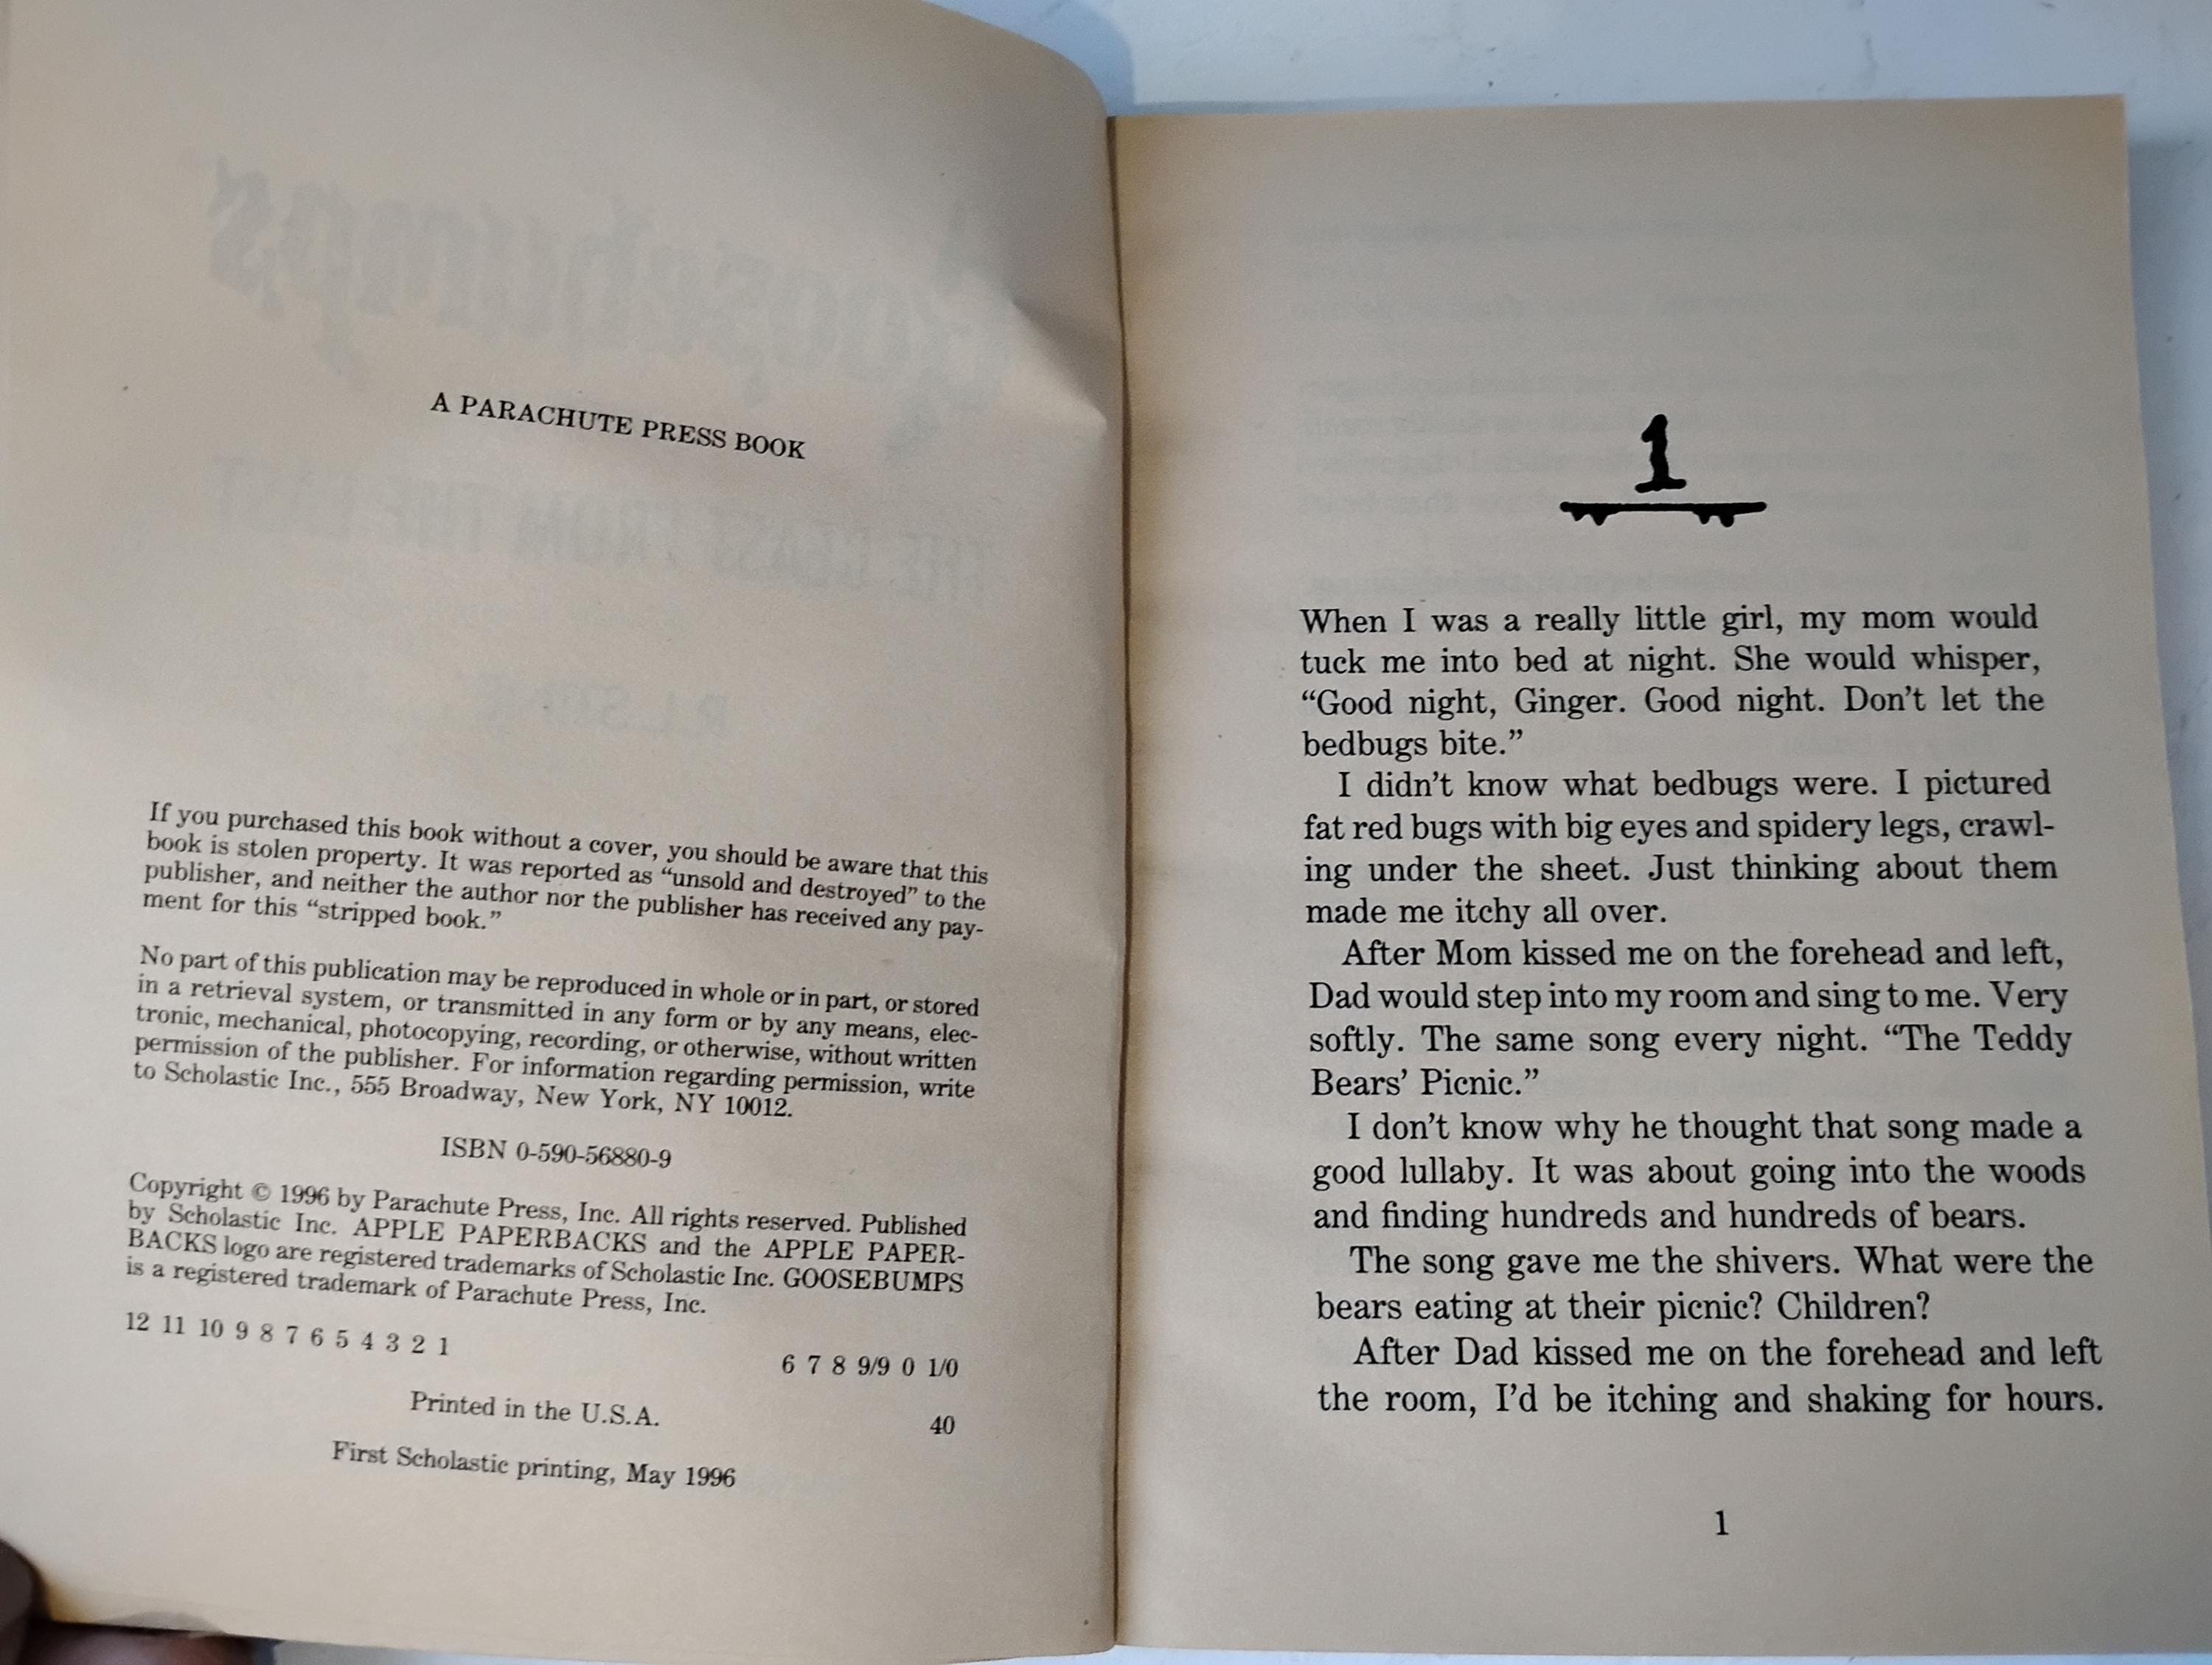 A PARACHUTE PRESS BOOK
If you purchased this book without a cover, you should be aware that this
book is stolen property. It was reported as “unsold and destroyed” to the
publisher, and neither the author nor the publisher has received any pay-
ment for this “stripped book.”
No part of this publication may be reproduced in whole or in part, or stored
in a retrieval system, or transmitted in any form or by any means, elec-
tronic, mechanical, photocopying, recording, or otherwise, without written
permission of the publisher. For information regarding permission, write
to Scholastic Inc., 555 Broadway, New York, NY 10012.
ISBN 0-590-56880-9
Copyright © 1996 by Parachute Press, Inc. All rights reserved. Published
by Scholastic Inc. APPLE PAPERBACKS and the APPLE PAPER-
BACKS logo are registered trademarks of Scholastic Inc. GOOSEBUMPS
is a registered trademark of Parachute Press, Inc.
12 11 10 9 8 7 6 5 4 3 2 1
6 7 8 9/9 0 1/0
Printed in the U.S.A.
40
First Scholastic printing, May 1996
1
When I was a really little girl, my mom would
tuck me into bed at night. She would whisper,
“Good night, Ginger. Good night. Don’t let the
bedbugs bite.”
I didn’t know what bedbugs were. I pictured
fat red bugs with big eyes and spidery legs, crawl-
ing under the sheet. Just thinking about them
made me itchy all over.
After Mom kissed me on the forehead and left,
Dad would step into my room and sing to me. Very
softly. The same song every night. “The Teddy
Bears’ Picnic.”
I don’t know why he thought that song made a
good lullaby. It was about going into the woods
and finding hundreds and hundreds of bears.
The song gave me the shivers. What were the
bears eating at their picnic? Children?
After Dad kissed me on the forehead and left
the room, I’d be itching and shaking for hours.
1